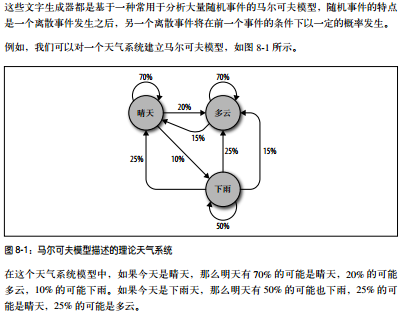 这些文字生成器都是基于一种常用于分析大量随机事件的马尔可夫模型，随机事件的特点
是一个离散事件发生之后，另一个离散事件将在前一个事件的条件下以一定的概率发生。
例如，我们可以对一个天气系统建立马尔可夫模型，如图 8-1 所示。
70%
70%
晴天
20%
多云
15%
25%
10%
25%
15%
下雨
50%
图 8-1：马尔可夫模型描述的理论天气系统
在这个天气系统模型中，如果今天是晴天，那么明天有 70% 的可能是晴天，20% 的可能
多云，10% 的可能下雨。如果今天是下雨天，那么明天有 50% 的可能也下雨，25% 的可
能是晴天，25% 的可能是多云。